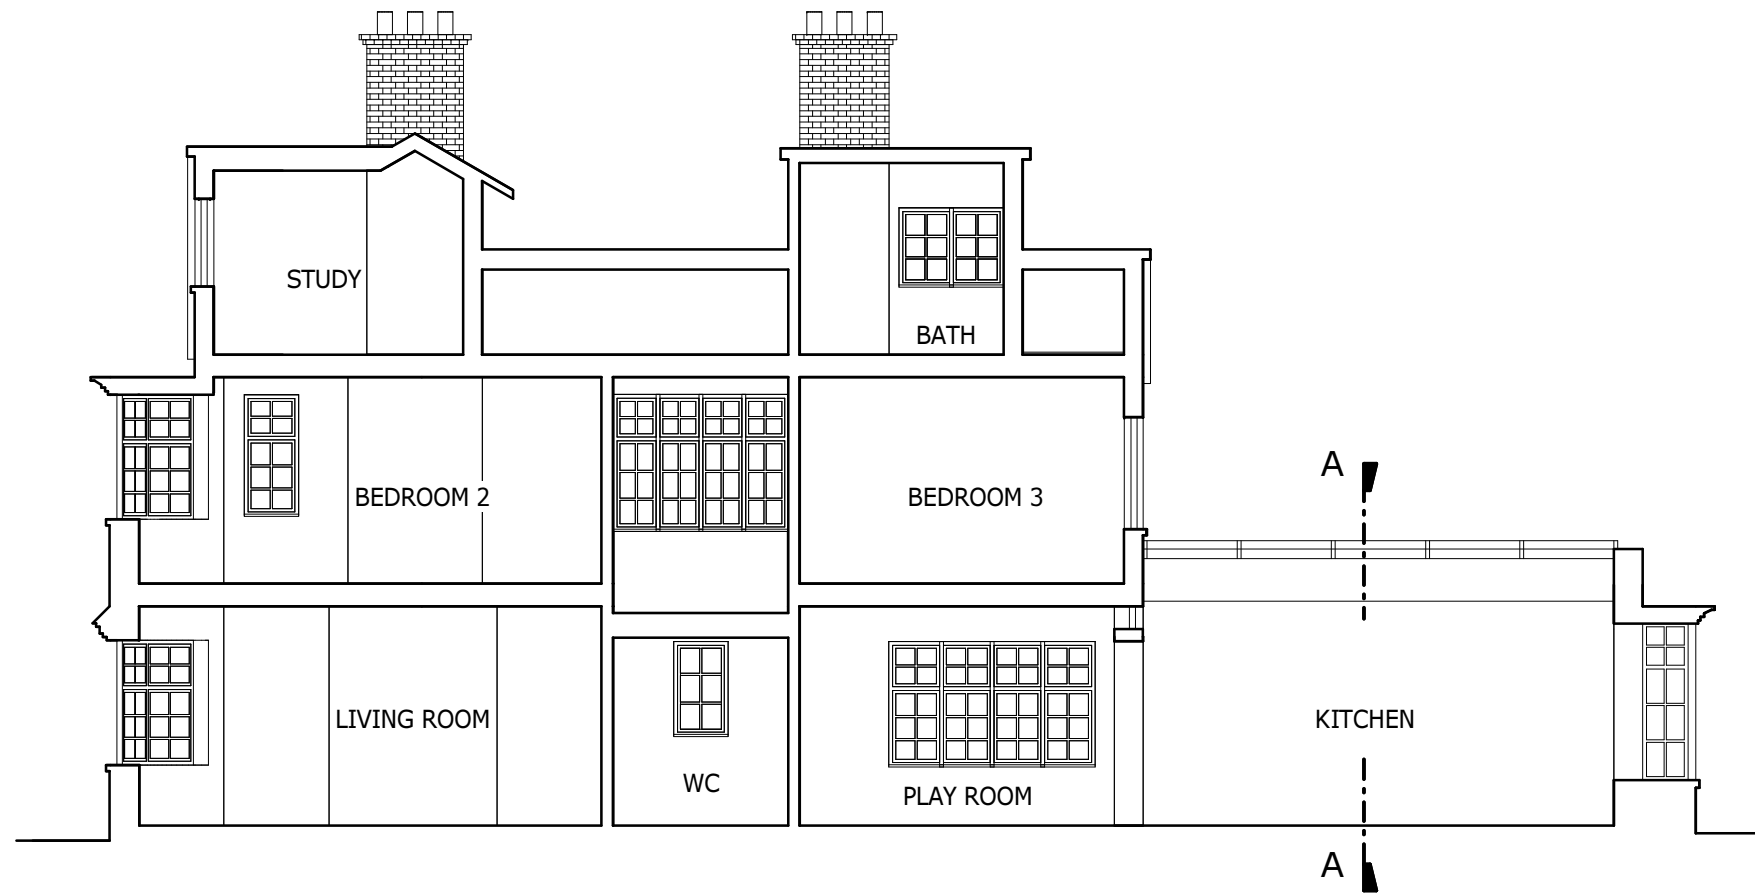 STUDY
BATH
A
BEDROOM 2
BEDROOM 3
LIVING ROOM
KITCHEN
WC
PLAY ROOM
A